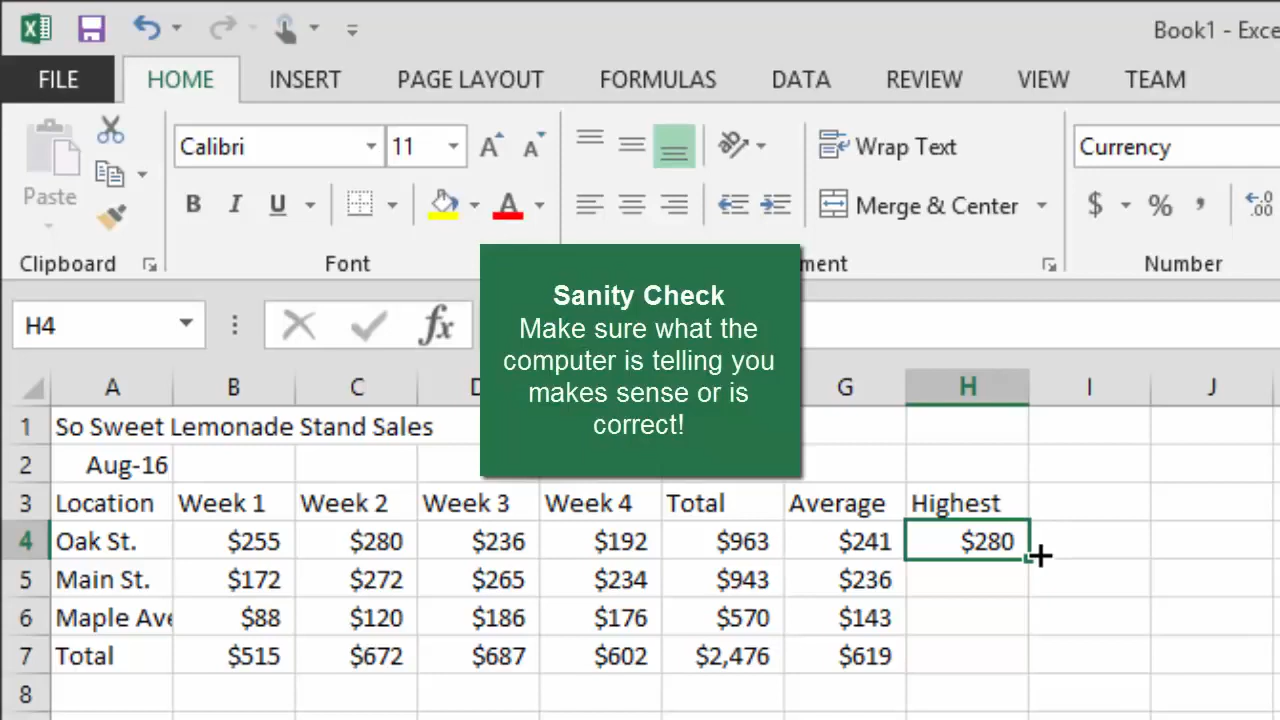 Book1 - Exce
FILE HOME INSERT PAGE LAYOUT FORMULAS DATA REVIEW VIEW TEAM
Calibri 11 Wrap Text Currency
Paste B I U A Merge & Center $ % , ←.0 .00
Clipboard Font ment Number
H4 fx
Sanity Check
Make sure what the
computer is telling you
makes sense or is
correct!
A B C D G H I J
1 So Sweet Lemonade Stand Sales
2 Aug-16
3 Location Week 1 Week 2 Week 3 Week 4 Total Average Highest
4 Oak St. $255 $280 $236 $192 $963 $241 $280
5 Main St. $172 $272 $265 $234 $943 $236
6 Maple Ave $88 $120 $186 $176 $570 $143
7 Total $515 $672 $687 $602 $2,476 $619
8